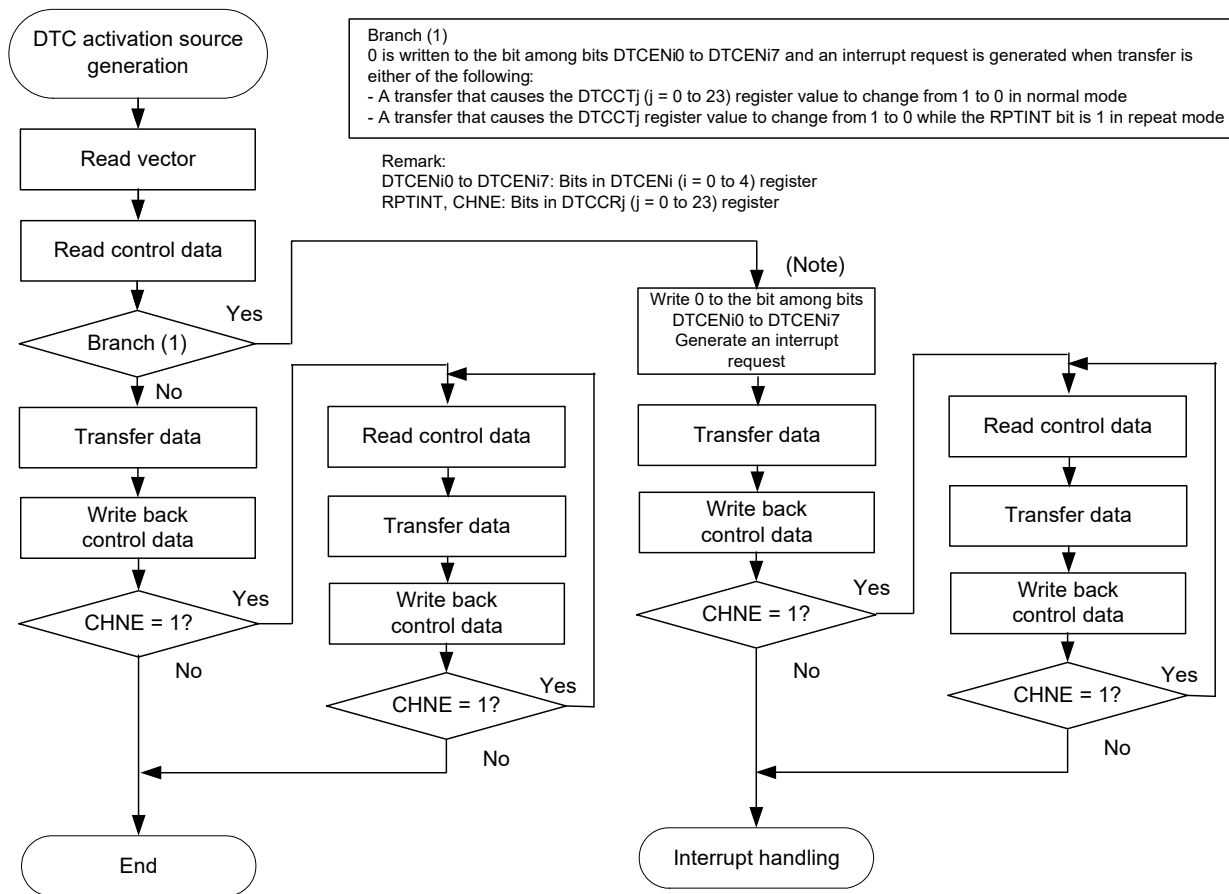 DTC activation source
generation
Branch (1)
0 is written to the bit among bits DTCENi0 to DTCENi7 and an interrupt request is generated when transfer is
either of the following:
- A transfer that causes the DTCCTj (j = 0 to 23) register value to change from 1 to 0 in normal mode
- A transfer that causes the DTCCTj register value to change from 1 to 0 while the RPTINT bit is 1 in repeat mode
Remark:
DTCENi0 to DTCENi7: Bits in DTCENi (i = 0 to 4) register
RPTINT, CHNE: Bits in DTCCRj (j = 0 to 23) register
Read vector
Read control data
Branch (1)
Yes
No
Transfer data
Write back
control data
CHNE = 1?
Yes
No
Read control data
Transfer data
Write back
control data
CHNE = 1?
Yes
No
End
(Note)
Write 0 to the bit among bits
DTCENi0 to DTCENi7
Generate an interrupt
request
Transfer data
Write back
control data
CHNE = 1?
Yes
No
Read control data
Transfer data
Write back
control data
CHNE = 1?
Yes
No
Interrupt handling